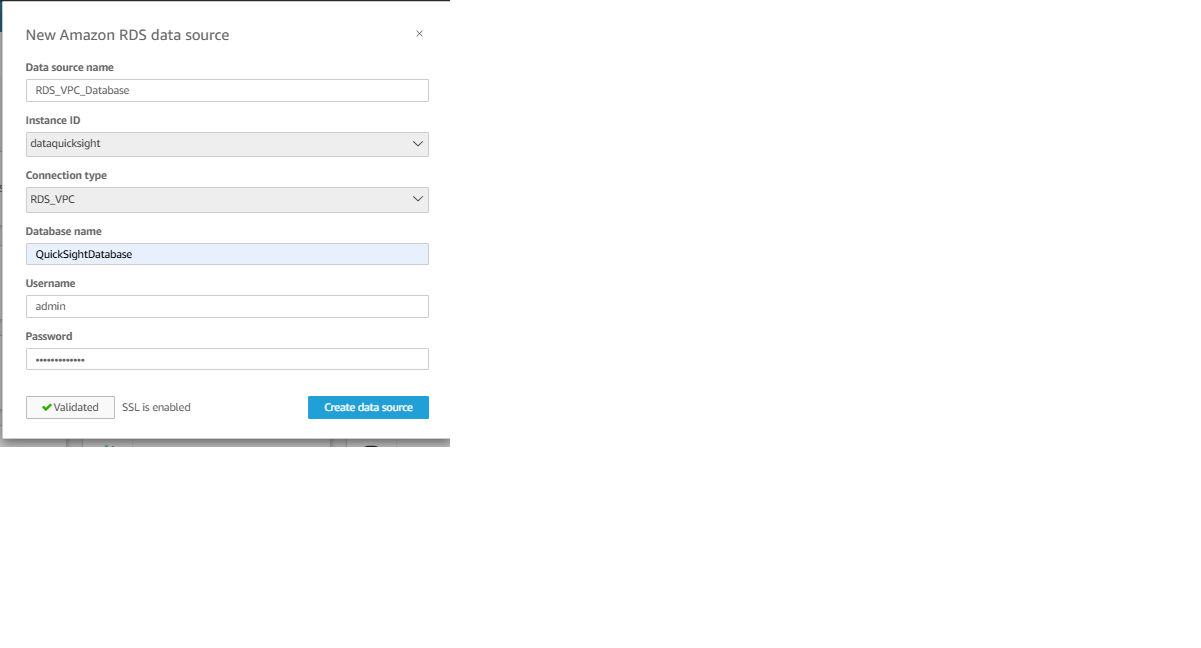 New Amazon RDS data source
×
Data source name
RDS_VPC_Database
Instance ID
dataquicksight
Connection type
RDS_VPC
Database name
QuickSightDatabase
Username
admin
Password
•••••••••••••
Validated SSL is enabled Create data source